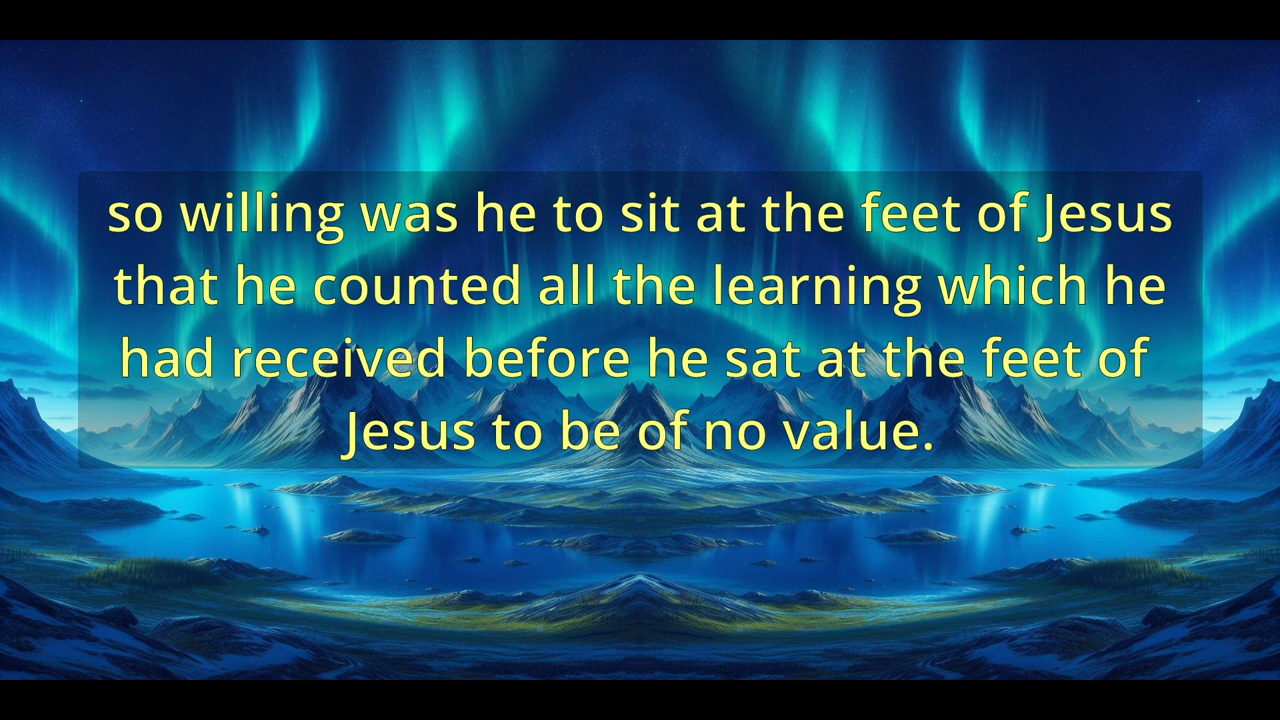 so willing was he to sit at the feet of Jesus
that he counted all the learning which he
had received before he sat at the feet of
Jesus to be of no value.